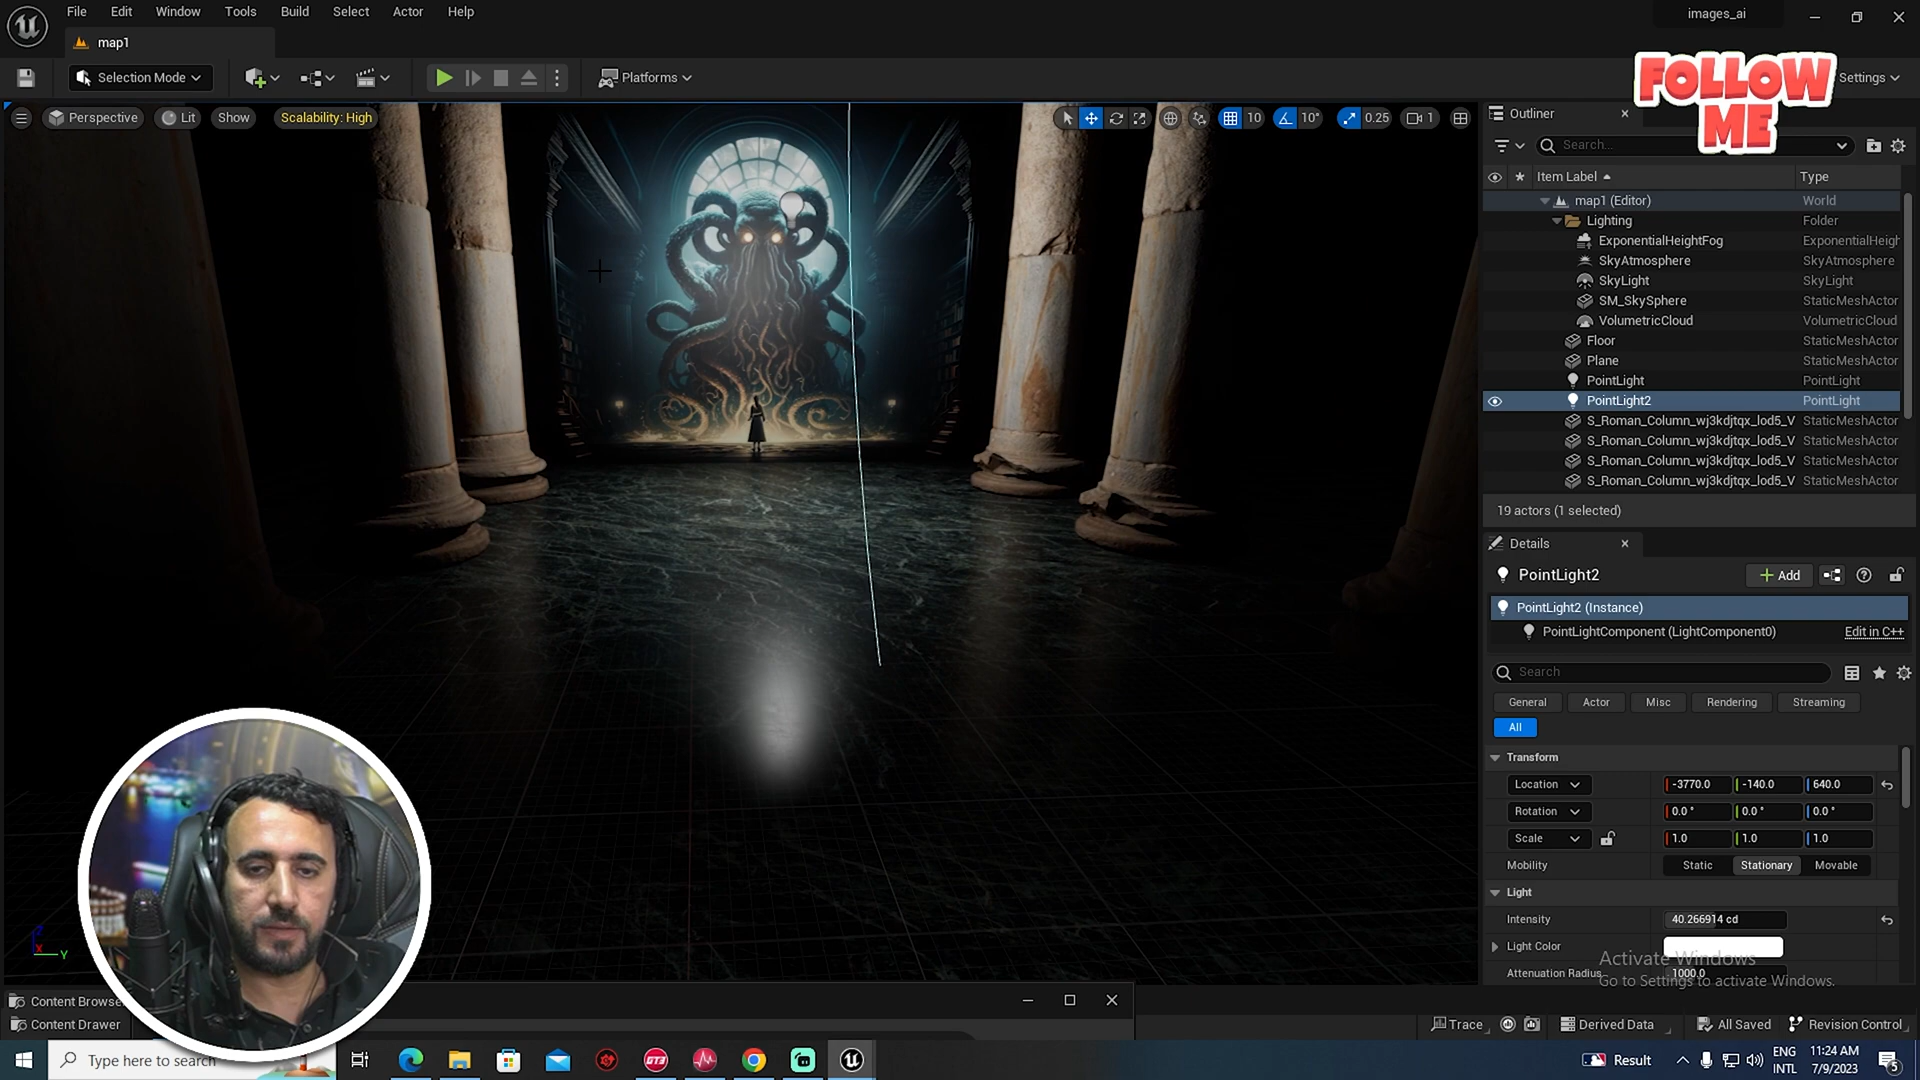 File Edit Window Tools Build Select Actor Help
images_ai
map1
Selection Mode
Platforms
Settings
FOLLOW
ME
Perspective Lit Show Scalability: High
10 10° 0.25 1
Outliner
Search...
Item Label Type
map1 (Editor) World
Lighting Folder
ExponentialHeightFog ExponentialHeigh
SkyAtmosphere SkyAtmosphere
SkyLight SkyLight
SM_SkySphere StaticMeshActor
VolumetricCloud VolumetricCloud
Floor StaticMeshActor
Plane StaticMeshActor
PointLight PointLight
PointLight2 PointLight
S_Roman_Column_wj3kdjtqx_lod5_V StaticMeshActor
S_Roman_Column_wj3kdjtqx_lod5_V StaticMeshActor
S_Roman_Column_wj3kdjtqx_lod5_V StaticMeshActor
S_Roman_Column_wj3kdjtqx_lod5_V StaticMeshActor
19 actors (1 selected)
Details
PointLight2
Add
PointLight2 (Instance)
PointLightComponent (LightComponent0) Edit in C++
Search
General Actor Misc Rendering Streaming
All
Transform
Location -3770.0 -140.0 640.0
Rotation 0.0° 0.0° 0.0°
Scale 1.0 1.0 1.0
Mobility Static Stationary Movable
Light
Intensity 40.266914 cd
Light Color
Attenuation Radius 1000.0
Activate Windows
Go to Settings to activate Windows.
Z
X
Y
Content Browse
Content Drawer
Trace Derived Data All Saved Revision Control
Type here to search
GTB
Result
ENG
INTL
11:24 AM
7/9/2023
5